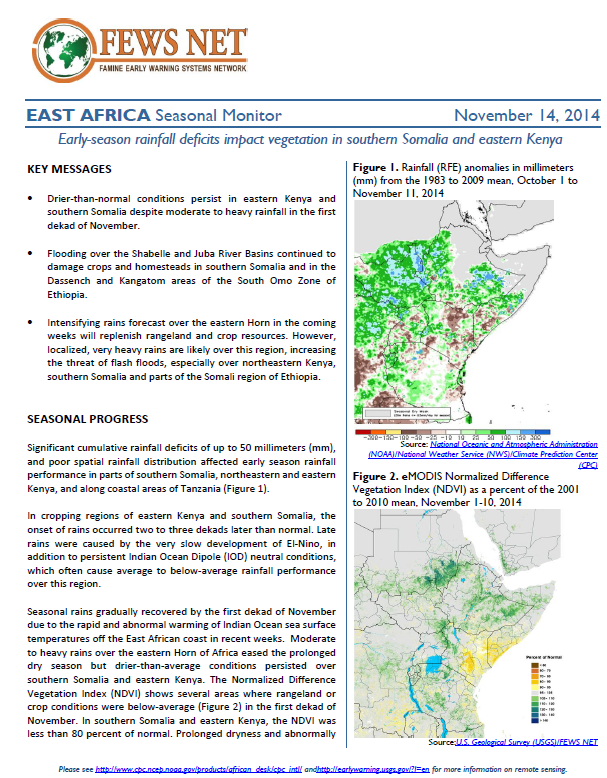 FEWS NET
FAMINE EARLY WARNING SYSTEMS NETWORK
EAST AFRICA Seasonal Monitor
November 14, 2014
Early-season rainfall deficits impact vegetation in southern Somalia and eastern Kenya
KEY MESSAGES
• Drier-than-normal conditions persist in eastern Kenya and
southern Somalia despite moderate to heavy rainfall in the first
dekad of November.
• Flooding over the Shabelle and Juba River Basins continued to
damage crops and homesteads in southern Somalia and in the
Dassench and Kangatom areas of the South Omo Zone of
Ethiopia.
• Intensifying rains forecast over the eastern Horn in the coming
weeks will replenish rangeland and crop resources. However,
localized, very heavy rains are likely over this region, increasing
the threat of flash floods, especially over northeastern Kenya,
southern Somalia and parts of the Somali region of Ethiopia.
SEASONAL PROGRESS
Significant cumulative rainfall deficits of up to 50 millimeters (mm),
and poor spatial rainfall distribution affected early season rainfall
performance in parts of southern Somalia, northeastern and eastern
Kenya, and along coastal areas of Tanzania (Figure 1).
In cropping regions of eastern Kenya and southern Somalia, the
onset of rains occurred two to three dekads later than normal. Late
rains were caused by the very slow development of El-Nino, in
addition to persistent Indian Ocean Dipole (IOD) neutral conditions,
which often cause average to below-average rainfall performance
over this region.
Seasonal rains gradually recovered by the first dekad of November
due to the rapid and abnormal warming of Indian Ocean sea surface
temperatures off the East African coast in recent weeks. Moderate
to heavy rains over the eastern Horn of Africa eased the prolonged
dry season but drier-than-average conditions persisted over
southern Somalia and eastern Kenya. The Normalized Difference
Vegetation Index (NDVI) shows several areas where rangeland or
crop conditions were below-average (Figure 2) in the first dekad of
November. In southern Somalia and eastern Kenya, the NDVI was
less than 80 percent of normal. Prolonged dryness and abnormally
Figure 1. Rainfall (RFE) anomalies in millimeters
(mm) from the 1983 to 2009 mean, October 1 to
November 11, 2014
Seasonal Dry Mask
-300 -150 -100 -50 -25 -10 10 25 50 100 150 300
Source: National Oceanic and Atmospheric Administration
(NOAA)/National Weather Service (NWS)/Climate Prediction Center
(CPC)
Figure 2. eMODIS Normalized Difference
Vegetation Index (NDVI) as a percent of the 2001
to 2010 mean, November 1-10, 2014
Percent of Normal
Source: U.S. Geological Survey (USGS)/FEWS NET
Please see http://www.cpc.ncep.noaa.gov/products/african_desk/cpc_intl/ and http://earlywarning.usgs.gov/?l=en for more information on remote sensing.